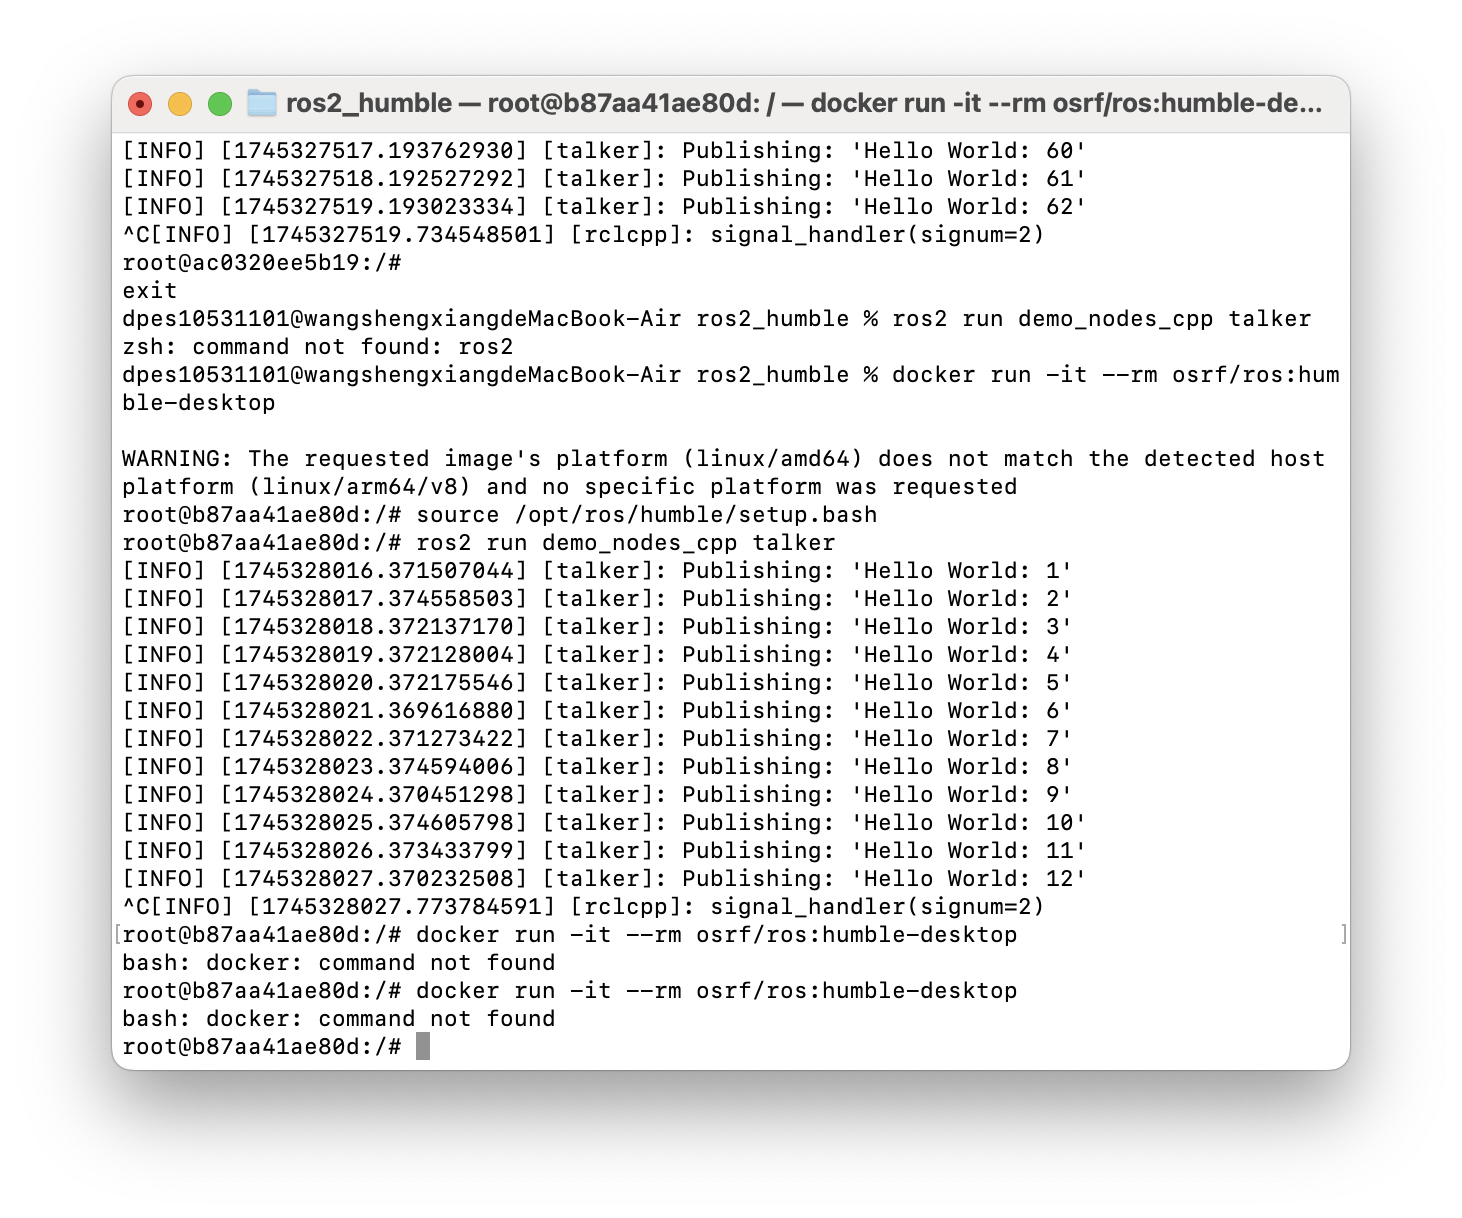 ros2_humble — root@b87aa41ae80d: / — docker run -it --rm osrf/ros:humble-de...
[INFO] [1745327517.193762930] [talker]: Publishing: 'Hello World: 60'
[INFO] [1745327518.192527292] [talker]: Publishing: 'Hello World: 61'
[INFO] [1745327519.193023334] [talker]: Publishing: 'Hello World: 62'
^C[INFO] [1745327519.734548501] [rclcpp]: signal_handler(signum=2)
root@ac0320ee5b19:/#
exit
dpes10531101@wangshengxiangdeMacBook-Air ros2_humble % ros2 run demo_nodes_cpp talker
zsh: command not found: ros2
dpes10531101@wangshengxiangdeMacBook-Air ros2_humble % docker run -it --rm osrf/ros:hum
ble-desktop
WARNING: The requested image's platform (linux/amd64) does not match the detected host
platform (linux/arm64/v8) and no specific platform was requested
root@b87aa41ae80d:/# source /opt/ros/humble/setup.bash
root@b87aa41ae80d:/# ros2 run demo_nodes_cpp talker
[INFO] [1745328016.371507044] [talker]: Publishing: 'Hello World: 1'
[INFO] [1745328017.374558503] [talker]: Publishing: 'Hello World: 2'
[INFO] [1745328018.372137170] [talker]: Publishing: 'Hello World: 3'
[INFO] [1745328019.372128004] [talker]: Publishing: 'Hello World: 4'
[INFO] [1745328020.372175546] [talker]: Publishing: 'Hello World: 5'
[INFO] [1745328021.369616880] [talker]: Publishing: 'Hello World: 6'
[INFO] [1745328022.371273422] [talker]: Publishing: 'Hello World: 7'
[INFO] [1745328023.374594006] [talker]: Publishing: 'Hello World: 8'
[INFO] [1745328024.370451298] [talker]: Publishing: 'Hello World: 9'
[INFO] [1745328025.374605798] [talker]: Publishing: 'Hello World: 10'
[INFO] [1745328026.373433799] [talker]: Publishing: 'Hello World: 11'
[INFO] [1745328027.370232508] [talker]: Publishing: 'Hello World: 12'
^C[INFO] [1745328027.773784591] [rclcpp]: signal_handler(signum=2)
[root@b87aa41ae80d:/# docker run -it --rm osrf/ros:humble-desktop ]
bash: docker: command not found
root@b87aa41ae80d:/# docker run -it --rm osrf/ros:humble-desktop
bash: docker: command not found
root@b87aa41ae80d:/#